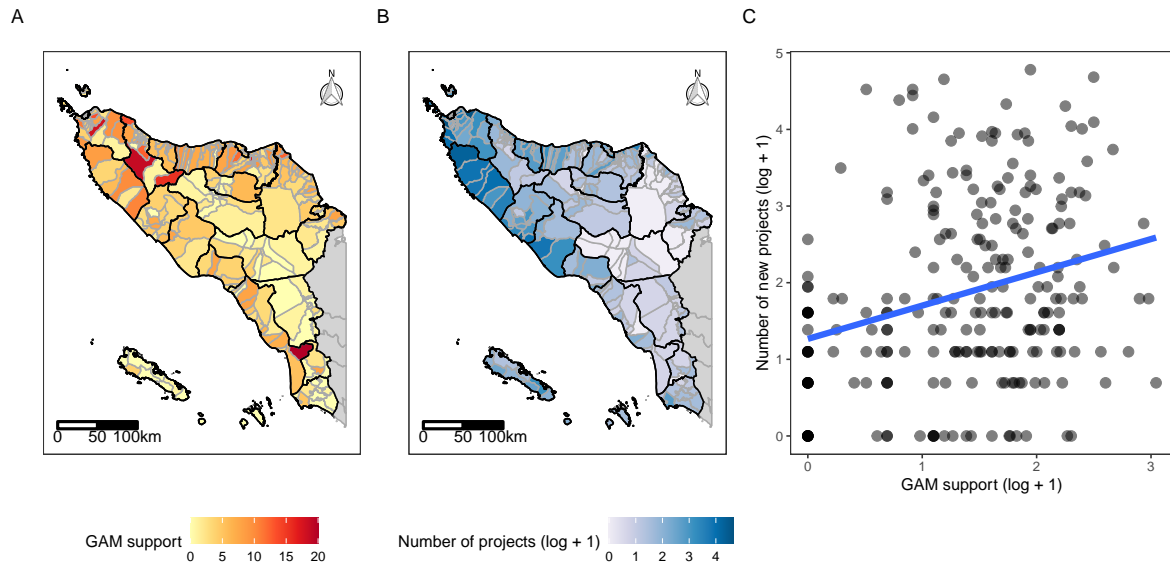 A
B
C
N
N
0 50 100km
0 50 100km
GAM support
0 5 10 15 20
Number of projects (log + 1)
0 1 2 3 4
Number of new projects (log + 1)
5
4
3
2
1
0
0 1 2 3
GAM support (log + 1)